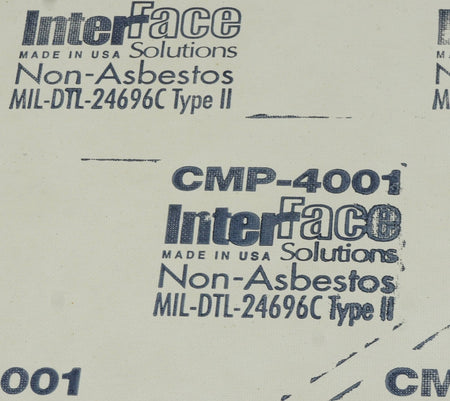 InterFace
MADE IN USA Solutions
Non-Asbestos
MIL-DTL-24696C Type II
CMP-4001
InterFace
MADE IN USA Solutions
Non-Asbestos
MIL-DTL-24696C Type II
001
CM